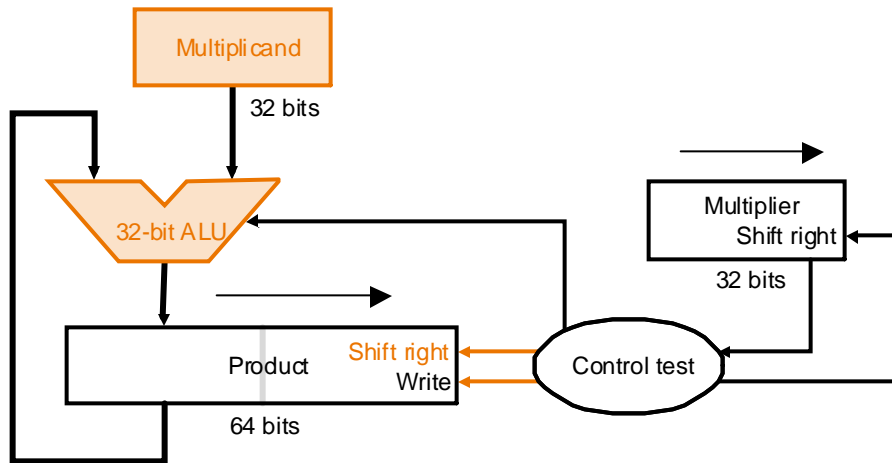 Multiplicand
32 bits
32-bit ALU
Multiplier
Shift right
32 bits
Product
Shift right
Write
64 bits
Control test